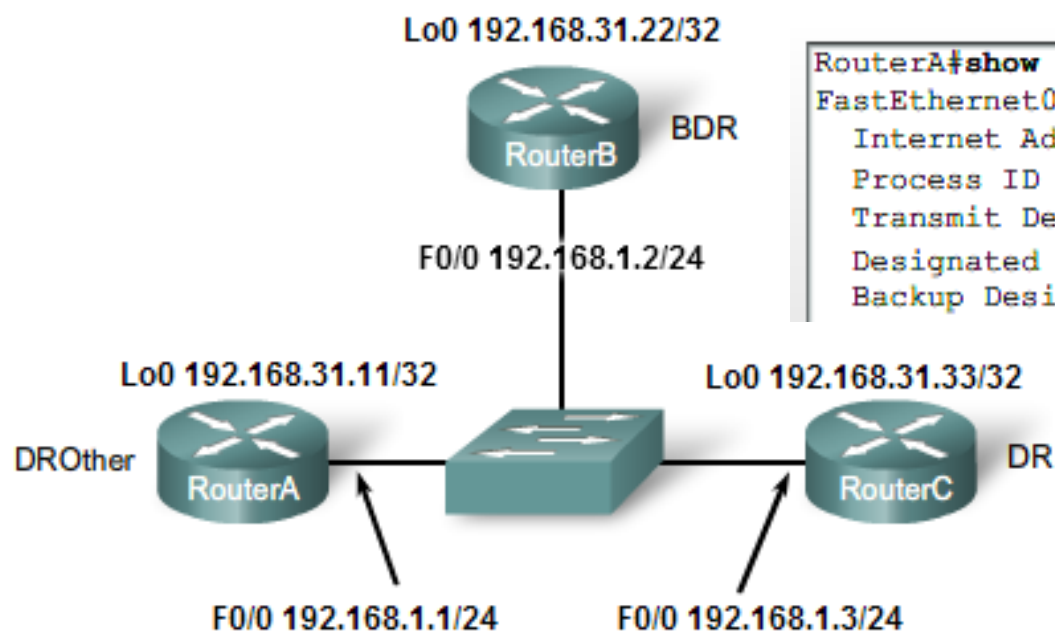 Lo0 192.168.31.22/32
RouterB
BDR
F0/0 192.168.1.2/24
RouterA#show
FastEthernet0
Internet Ad
Process ID
Transmit De
Designated
Backup Desi
Lo0 192.168.31.11/32
Lo0 192.168.31.33/32
DROther
RouterA
RouterC
DR
F0/0 192.168.1.1/24
F0/0 192.168.1.3/24